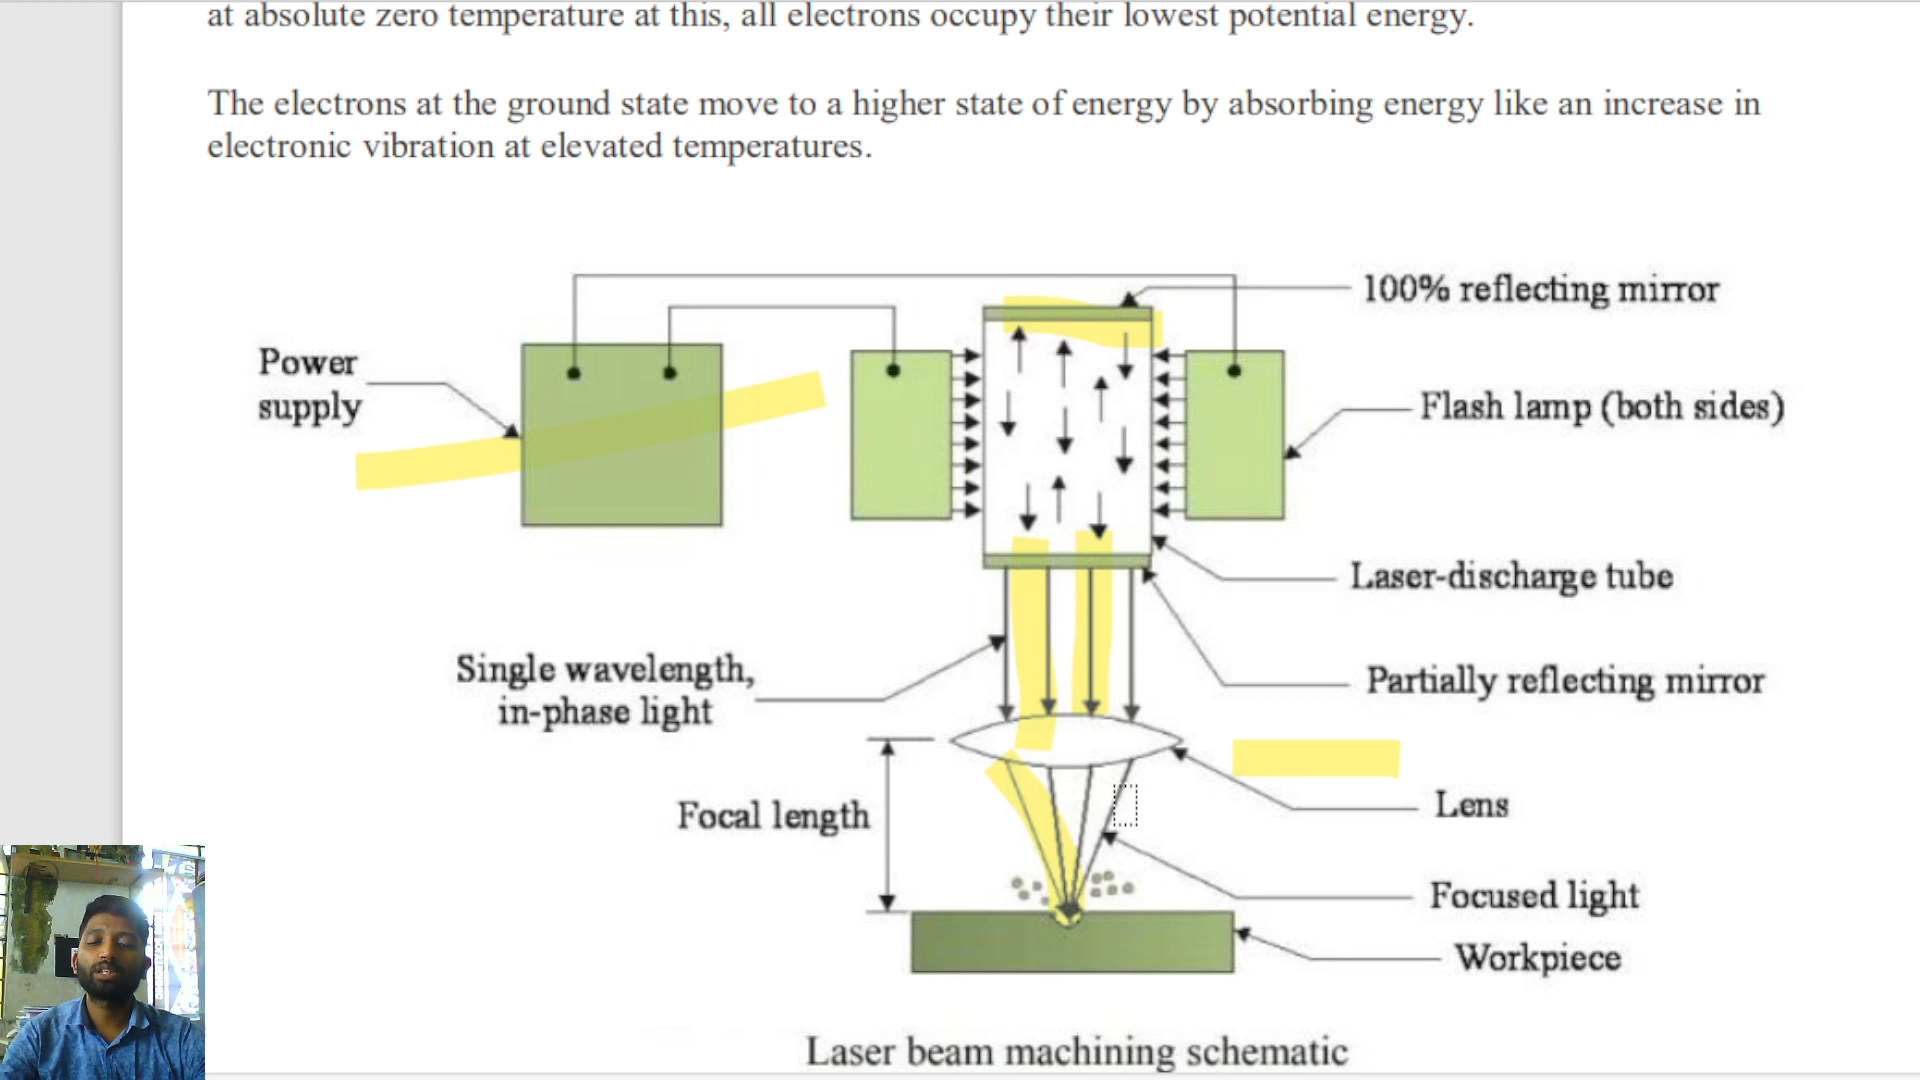 at absolute zero temperature at this, all electrons occupy their lowest potential energy.
The electrons at the ground state move to a higher state of energy by absorbing energy like an increase in
electronic vibration at elevated temperatures.
100% reflecting mirror
Power
supply
Flash lamp (both sides)
Laser-discharge tube
Single wavelength,
in-phase light
Partially reflecting mirror
Focal length
Lens
Focused light
Workpiece
Laser beam machining schematic